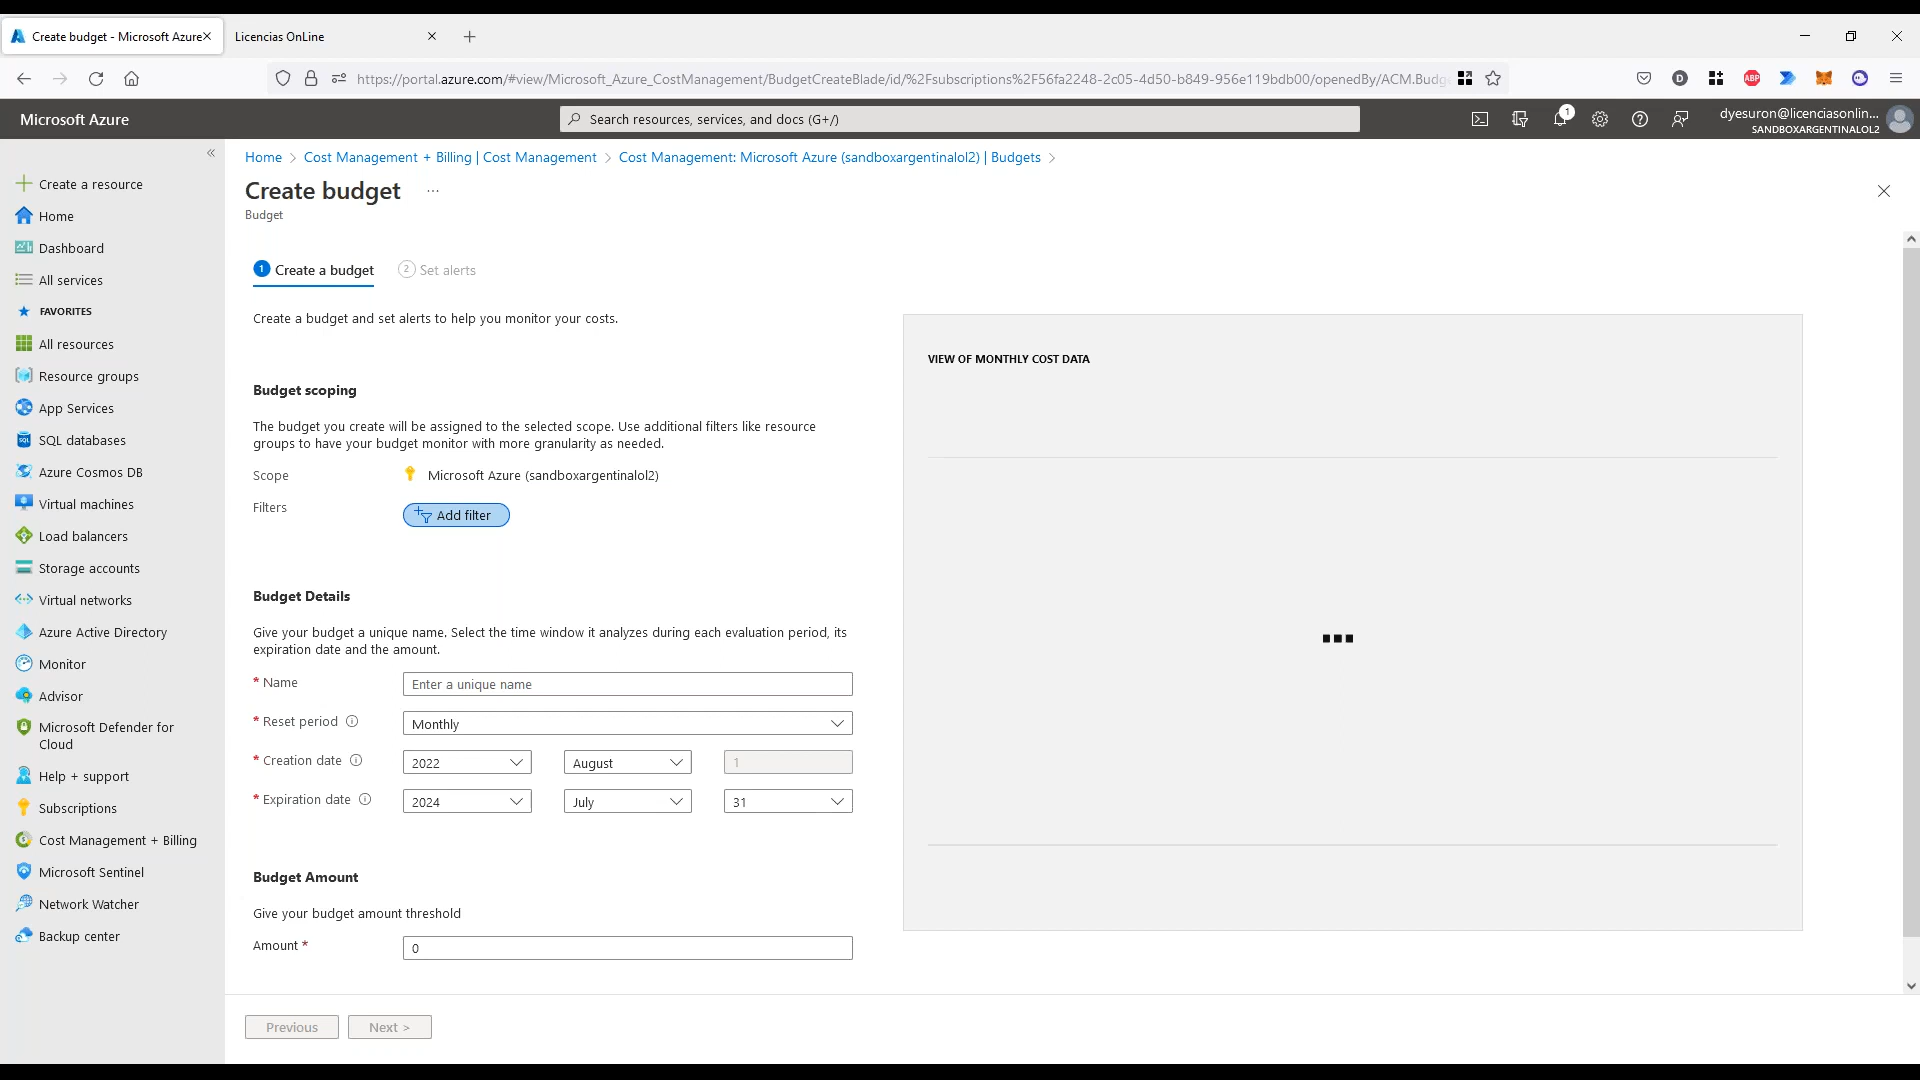 Create budget - Microsoft Azure
Licencias OnLine
https://portal.azure.com/#view/Microsoft_Azure_CostManagement/BudgetCreateBlade/id/%2Fsubscriptions%2F56fa2248-2c05-4d50-b849-956e119bdb00/openedBy/ACM.Budg
D
ABP
Microsoft Azure
Search resources, services, and docs (G+/)
1
dyesuron@licenciasonlin...
SANDBOXARGENTINALOL2
Home > Cost Management + Billing | Cost Management > Cost Management: Microsoft Azure (sandboxargentinalol2) | Budgets >
Create budget ...
Budget
Create a resource
Home
Dashboard
All services
FAVORITES
All resources
Resource groups
App Services
SQL databases
Azure Cosmos DB
Virtual machines
Load balancers
Storage accounts
Virtual networks
Azure Active Directory
Monitor
Advisor
Microsoft Defender for
Cloud
Help + support
Subscriptions
Cost Management + Billing
Microsoft Sentinel
Network Watcher
Backup center
1 Create a budget
2 Set alerts
Create a budget and set alerts to help you monitor your costs.
Budget scoping
The budget you create will be assigned to the selected scope. Use additional filters like resource
groups to have your budget monitor with more granularity as needed.
Scope
Microsoft Azure (sandboxargentinalol2)
Filters
Add filter
Budget Details
Give your budget a unique name. Select the time window it analyzes during each evaluation period, its
expiration date and the amount.
* Name
Enter a unique name
* Reset period
Monthly
* Creation date
2022
August
1
* Expiration date
2024
July
31
Budget Amount
Give your budget amount threshold
Amount *
0
VIEW OF MONTHLY COST DATA
Previous
Next >